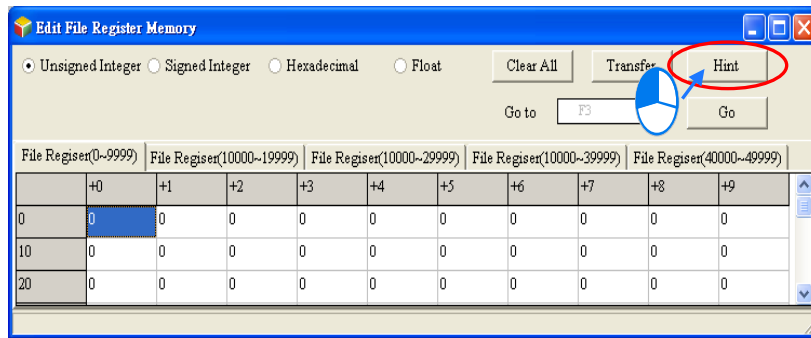 Edit File Register Memory
Unsigned Integer Signed Integer Hexadecimal Float Clear All Transfer Hint
Go to F3 Go
File Regiser(0~9999) File Regiser(10000~19999) File Regiser(10000~29999) File Regiser(10000~39999) File Regiser(40000~49999)
+0 +1 +2 +3 +4 +5 +6 +7 +8 +9
0 0 0 0 0 0 0 0 0 0 0
10 0 0 0 0 0 0 0 0 0 0
20 0 0 0 0 0 0 0 0 0 0